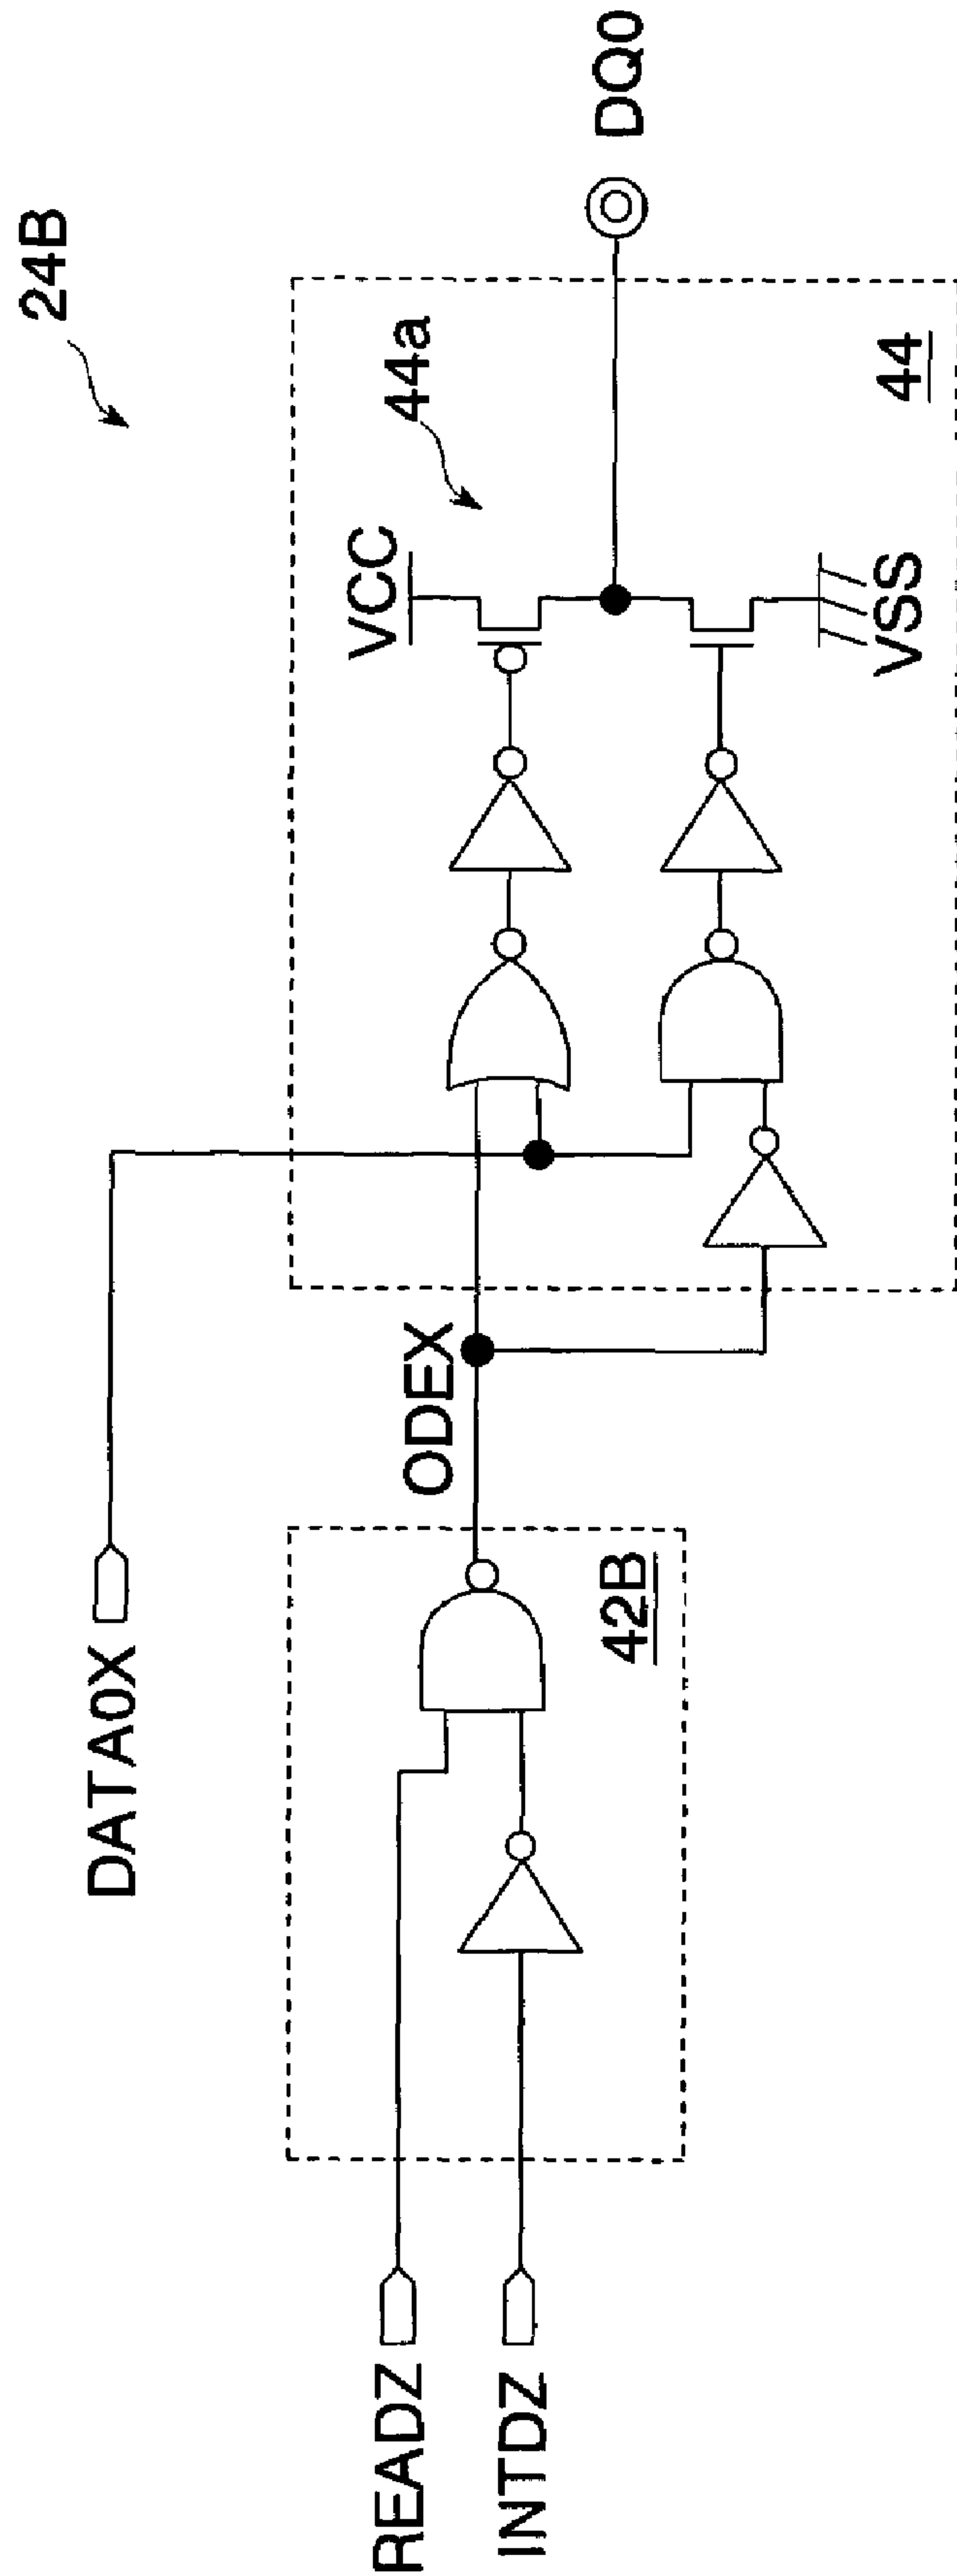 24B
DATA0X
READZ
INTDZ
42B
ODEX
VCC
44a
VSS
44
DQ0